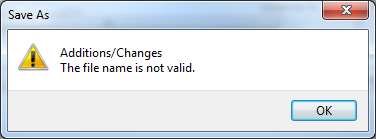 Save As
Additions/Changes
The file name is not valid.
OK